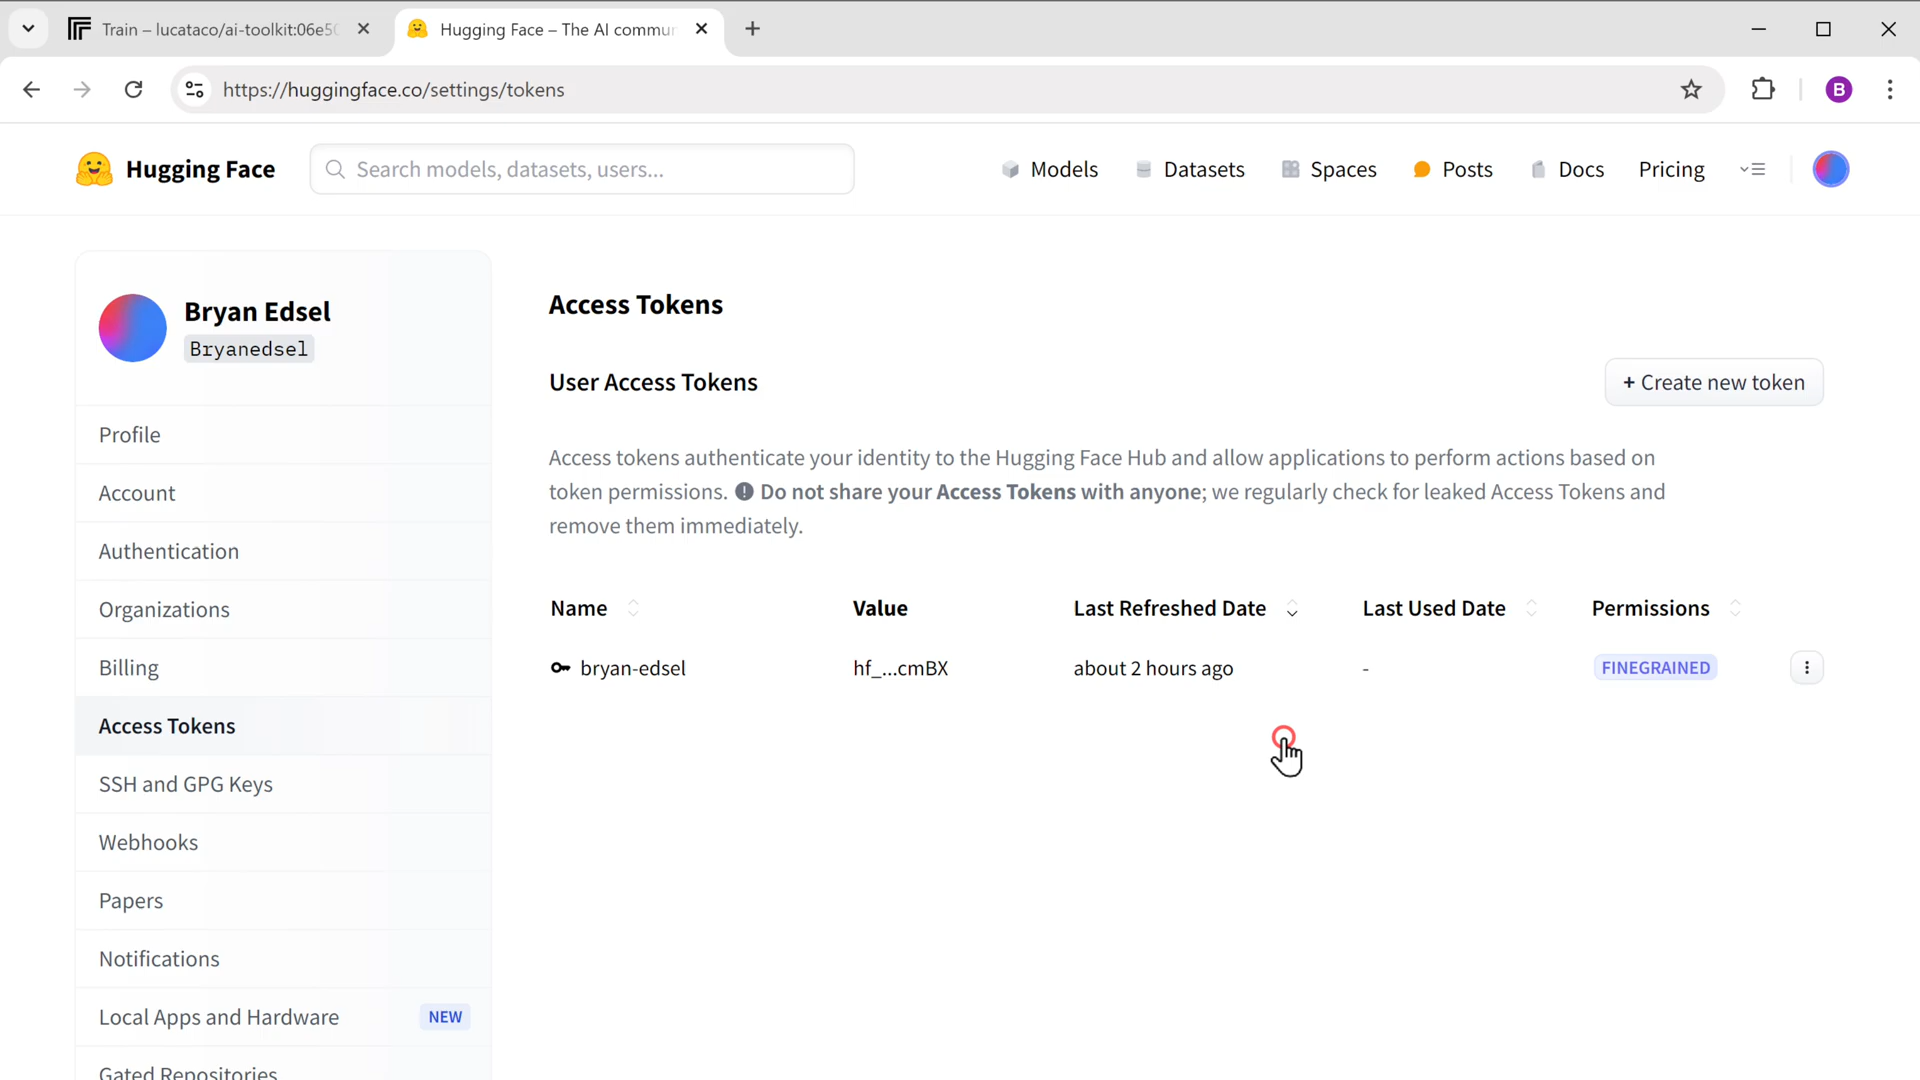 Train – lucataco/ai-toolkit:06e5
Hugging Face – The AI commun
https://huggingface.co/settings/tokens
B
Hugging Face
Search models, datasets, users...
Models
Datasets
Spaces
Posts
Docs
Pricing
Bryan Edsel
Bryanedsel
Profile
Account
Authentication
Organizations
Billing
Access Tokens
SSH and GPG Keys
Webhooks
Papers
Notifications
Local Apps and Hardware NEW
Gated Repositories
Access Tokens
User Access Tokens
+ Create new token
Access tokens authenticate your identity to the Hugging Face Hub and allow applications to perform actions based on
token permissions. Do not share your Access Tokens with anyone; we regularly check for leaked Access Tokens and
remove them immediately.
Name Value Last Refreshed Date Last Used Date Permissions
bryan-edsel hf_...cmBX about 2 hours ago - FINEGRAINED